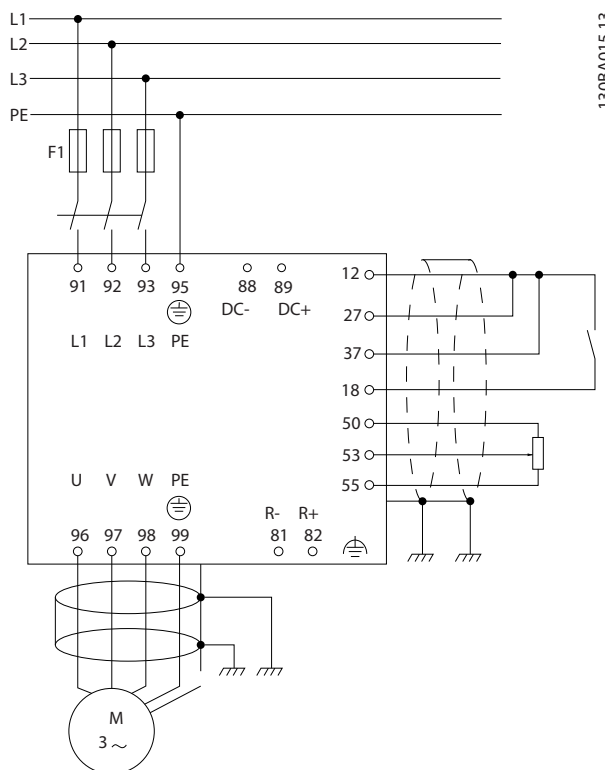 L1
L2
L3
PE
130BA015.13
F1
91 92 93 95 88 89
DC- DC+
L1 L2 L3 PE
12
27
37
18
50
53
55
U V W PE
R- R+
96 97 98 99 81 82
M
3 ~